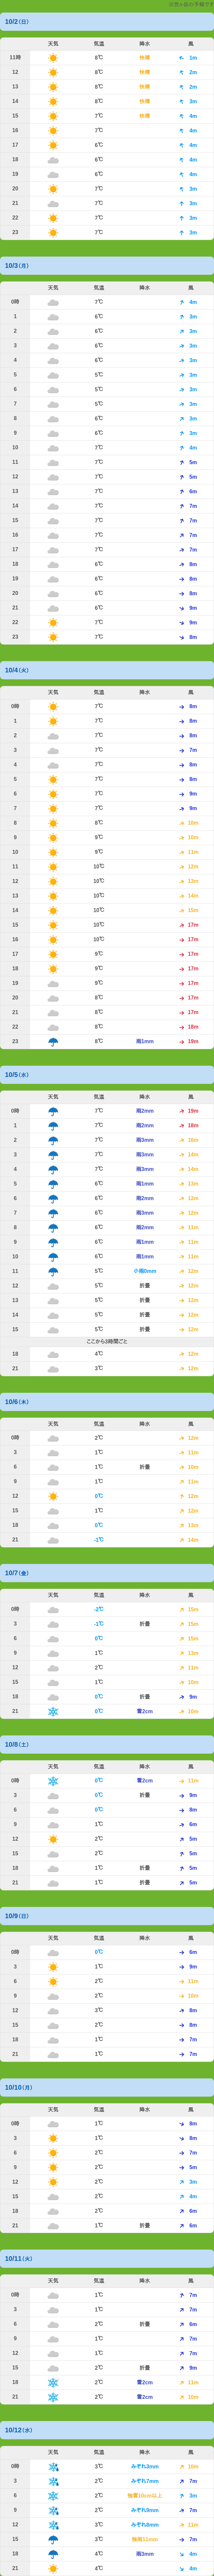 10/2（日）
天気 気温 降水 風
11時 8℃ 快晴 1m
12 8℃ 快晴 2m
13 8℃ 快晴 2m
14 8℃ 快晴 3m
15 7℃ 快晴 4m
16 7℃ 4m
17 6℃ 4m
18 6℃ 4m
19 6℃ 4m
20 7℃ 3m
21 7℃ 3m
22 7℃ 3m
23 7℃ 3m
10/3（月）
天気 気温 降水 風
0時 7℃ 4m
1 6℃ 3m
2 6℃ 3m
3 6℃ 3m
4 6℃ 3m
5 5℃ 3m
6 5℃ 3m
7 5℃ 3m
8 6℃ 3m
9 6℃ 3m
10 7℃ 4m
11 7℃ 5m
12 7℃ 5m
13 7℃ 6m
14 7℃ 7m
15 7℃ 7m
16 7℃ 7m
17 7℃ 7m
18 6℃ 8m
19 6℃ 8m
20 6℃ 8m
21 6℃ 9m
22 7℃ 9m
23 7℃ 8m
10/4（火）
天気 気温 降水 風
0時 7℃ 8m
1 7℃ 8m
2 7℃ 8m
3 7℃ 7m
4 7℃ 8m
5 7℃ 8m
6 7℃ 9m
7 7℃ 9m
8 8℃ 10m
9 9℃ 10m
10 9℃ 11m
11 10℃ 12m
12 10℃ 13m
13 10℃ 14m
14 10℃ 15m
15 10℃ 17m
16 10℃ 17m
17 9℃ 17m
18 9℃ 17m
19 9℃ 17m
20 8℃ 17m
21 8℃ 17m
22 8℃ 18m
23 8℃ 雨1mm 19m
10/5（水）
天気 気温 降水 風
0時 7℃ 雨2mm 19m
1 7℃ 雨2mm 18m
2 7℃ 雨3mm 16m
3 7℃ 雨3mm 14m
4 7℃ 雨3mm 14m
5 6℃ 雨1mm 13m
6 6℃ 雨2mm 12m
7 6℃ 雨3mm 12m
8 6℃ 雨2mm 11m
9 6℃ 雨1mm 11m
10 6℃ 雨1mm 11m
11 5℃ 小雨0mm 12m
12 5℃ 折畳 12m
13 5℃ 折畳 12m
14 5℃ 折畳 12m
15 5℃ 折畳 12m
ここから3時間ごと
18 4℃ 12m
21 3℃ 12m
10/6（木）
天気 気温 降水 風
0時 2℃ 12m
3 1℃ 11m
6 1℃ 折畳 10m
9 1℃ 11m
12 0℃ 12m
15 1℃ 12m
18 0℃ 13m
21 -1℃ 14m
10/7（金）
天気 気温 降水 風
0時 -2℃ 15m
3 -1℃ 折畳 15m
6 0℃ 15m
9 1℃ 13m
12 2℃ 11m
15 1℃ 10m
18 0℃ 折畳 9m
21 0℃ 雪2cm 10m
10/8（土）
天気 気温 降水 風
0時 0℃ 雪2cm 11m
3 0℃ 折畳 9m
6 0℃ 8m
9 1℃ 6m
12 2℃ 5m
15 2℃ 5m
18 1℃ 折畳 5m
21 1℃ 折畳 5m
10/9（日）
天気 気温 降水 風
0時 0℃ 6m
3 1℃ 9m
6 2℃ 11m
9 2℃ 10m
12 3℃ 8m
15 2℃ 8m
18 1℃ 7m
21 1℃ 7m
10/10（月）
天気 気温 降水 風
0時 1℃ 8m
3 1℃ 8m
6 2℃ 7m
9 2℃ 5m
12 2℃ 3m
15 2℃ 4m
18 2℃ 6m
21 1℃ 折畳 6m
10/11（火）
天気 気温 降水 風
0時 1℃ 7m
3 1℃ 7m
6 2℃ 折畳 6m
9 1℃ 7m
12 1℃ 7m
15 2℃ 折畳 9m
18 2℃ 雪2cm 11m
21 2℃ 雪2cm 10m
10/12（水）
天気 気温 降水 風
0時 3℃ みぞれ3mm 10m
3 2℃ みぞれ7mm 7m
6 2℃ 強雪10cm以上 3m
9 2℃ みぞれ9mm 7m
12 3℃ みぞれ8mm 11m
15 3℃ 強雨11mm 7m
18 4℃ 雨3mm 4m
21 4℃ 4m